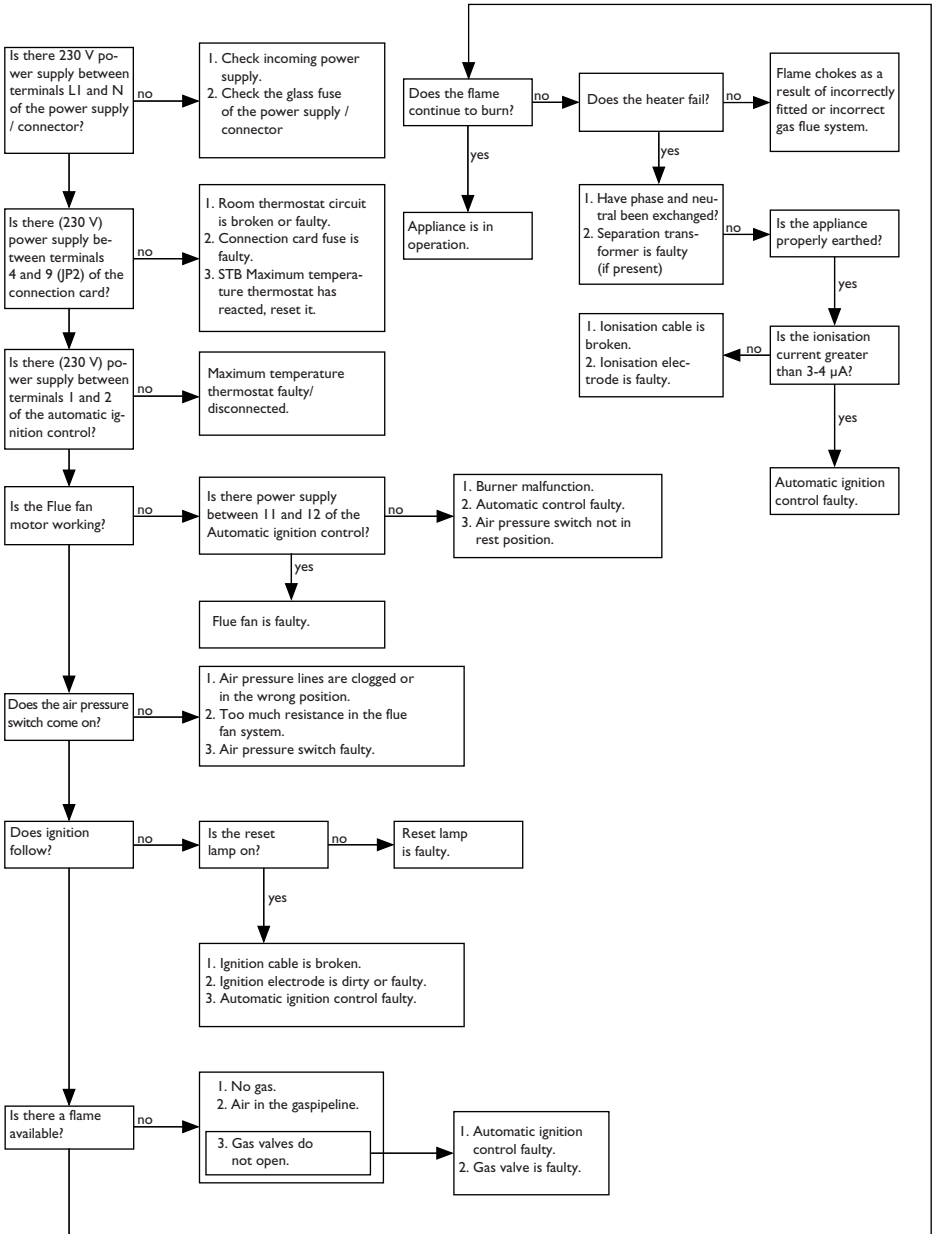 Is there 230 V po-
wer supply between
terminals L1 and N
of the power supply
/ connector?
no
1. Check incoming power
supply.
2. Check the glass fuse
of the power supply /
connector
Does the flame
continue to burn?
no
Does the heater fail?
no
Flame chokes as a
result of incorrectly
fitted or incorrect
gas flue system.
yes
yes
Is there (230 V)
power supply be-
tween terminals
4 and 9 (JP2) of the
connection card?
no
1. Room thermostat circuit
is broken or faulty.
2. Connection card fuse is
faulty.
3. STB Maximum tempera-
ture thermostat has
reacted, reset it.
Appliance is in
operation.
1. Have phase and neu-
tral been exchanged?
2. Separation trans-
former is faulty
(if present)
no
Is the appliance
properly earthed?
yes
Is there (230 V) po-
wer supply between
terminals 1 and 2
of the automatic ig-
nition control?
no
Maximum temperature
thermostat faulty/
disconnected.
1. Ionisation cable is
broken.
2. Ionisation elec-
trode is faulty.
no
Is the ionisation
current greater
than 3-4 µA?
yes
Automatic ignition
control faulty.
Is the Flue fan
motor working?
no
Is there power supply
between 11 and 12 of the
Automatic ignition control?
no
1. Burner malfunction.
2. Automatic control faulty.
3. Air pressure switch not in
rest position.
yes
Flue fan is faulty.
Does the air pressure
switch come on?
no
1. Air pressure lines are clogged or
in the wrong position.
2. Too much resistance in the flue
fan system.
3. Air pressure switch faulty.
Does ignition
follow?
no
Is the reset
lamp on?
no
Reset lamp
is faulty.
yes
1. Ignition cable is broken.
2. Ignition electrode is dirty or faulty.
3. Automatic ignition control faulty.
Is there a flame
available?
no
1. No gas.
2. Air in the gaspipeline.
3. Gas valves do
not open.
1. Automatic ignition
control faulty.
2. Gas valve is faulty.